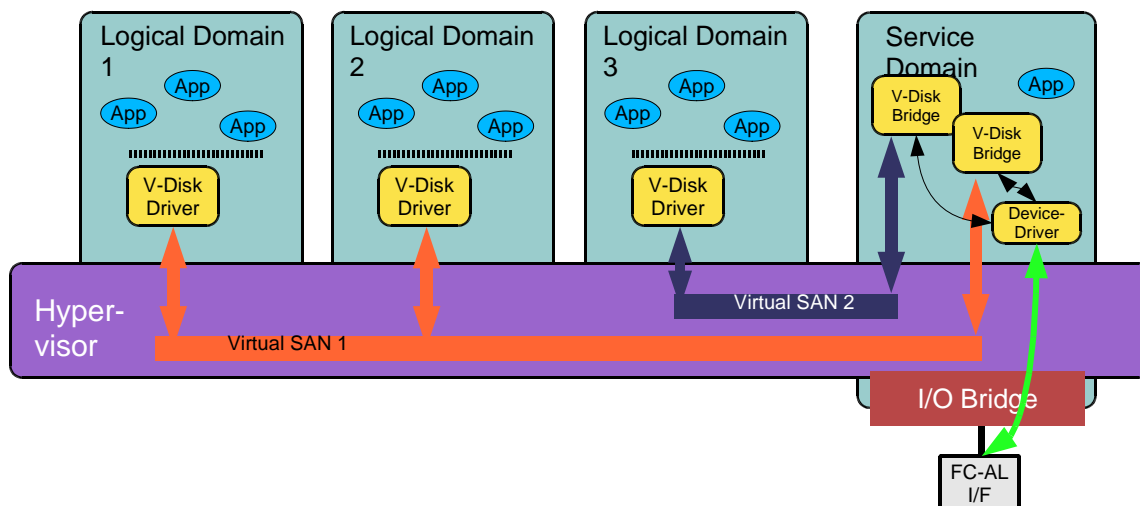 Logical Domain
1
App
App
App
V-Disk
Driver
Logical Domain
2
App
App
App
V-Disk
Driver
Logical Domain
3
App
App
App
V-Disk
Driver
Service
Domain
App
V-Disk
Bridge
V-Disk
Bridge
Device-
Driver
Hyper-
visor
Virtual SAN 2
Virtual SAN 1
I/O Bridge
FC-AL
I/F